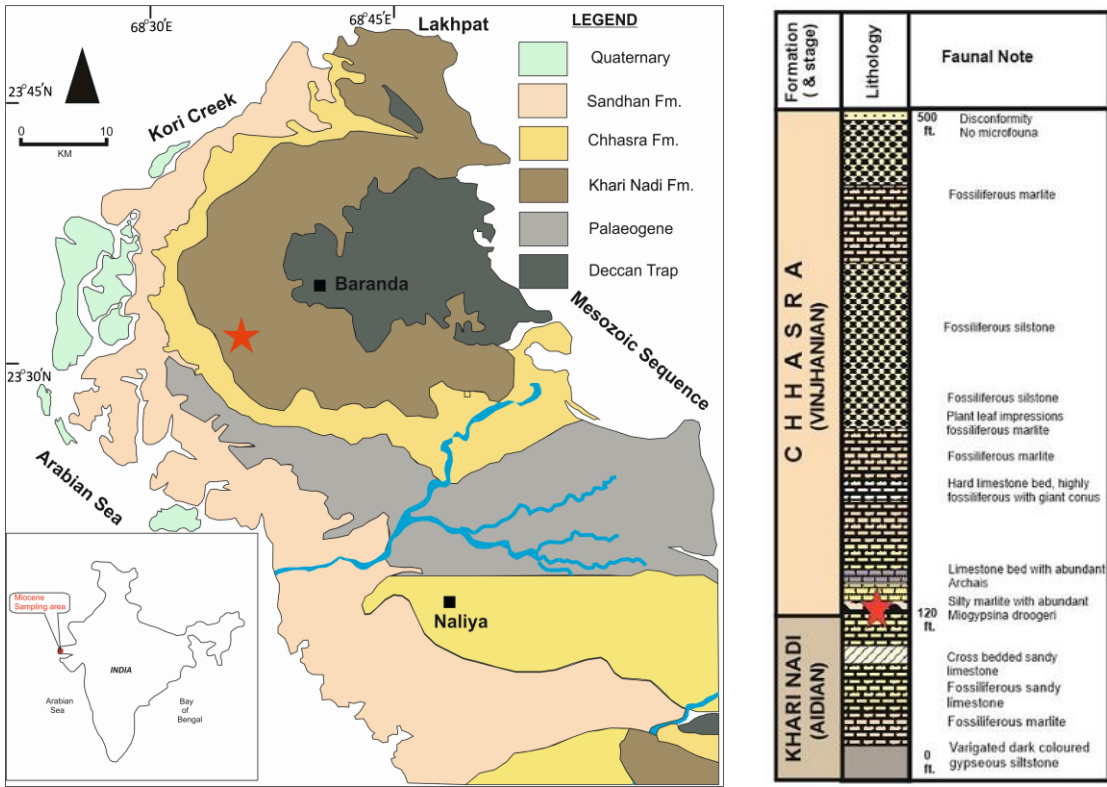 68°30′E
68°45′E
Lakhpat
23°45′N
0 10
KM
Kori Creek
LEGEND
Quaternary
Sandhan Fm.
Chhasra Fm.
Khari Nadi Fm.
Palaeogene
Deccan Trap
Baranda
Mesozoic Sequence
23°30′N
Arabian Sea
Naliya
Miocene
Sampling area
INDIA
Arabian
Sea
Bay
of
Bengal
Formation
( & stage)
Lithology
Faunal Note
CHHASRA
(VINJHANIAN)
KHARI NADI
(AIDIAN)
500
ft.
120
ft.
0
ft.
Disconformity
No microfouna
Fossiliferous marlite
Fossiliferous silstone
Fossiliferous silstone
Plant leaf impressions
fossiliferous marlite
Fossiliferous marlite
Hard limestone bed, highly
fossiliferous with giant conus
Limestone bed with abundant
Archais
Silty marlite with abundant
Miogypsina droogeri
Cross bedded sandy
limestone
Fossiliferous sandy
limestone
Fossiliferous marlite
Varigated dark coloured
gypseous siltstone